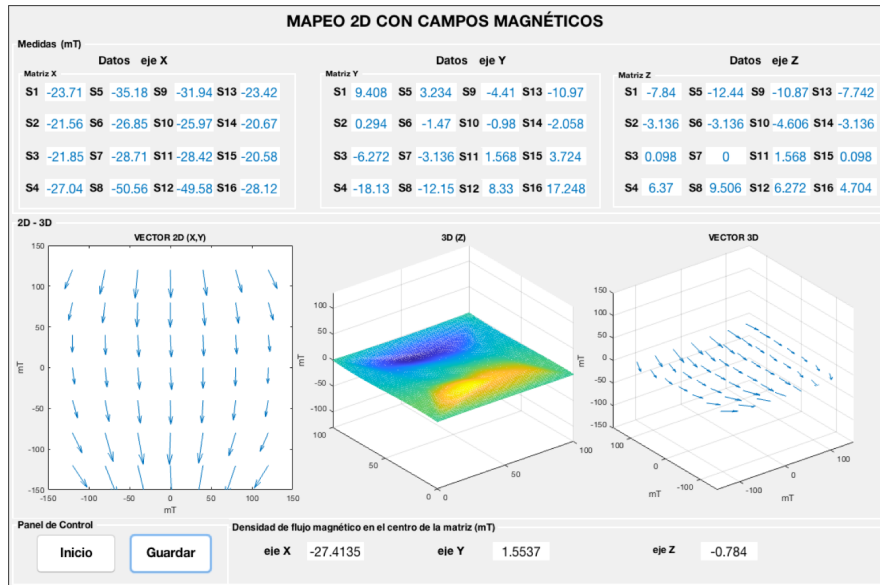 MAPEO 2D CON CAMPOS MAGNÉTICOS
Medidas (mT)
Datos eje X
Datos eje Y
Datos eje Z
Matriz X
Matriz Y
Matriz Z
S1 -23.71 S5 -35.18 S9 -31.94 S13 -23.42
S1 9.408 S5 3.234 S9 -4.41 S13 -10.97
S1 -7.84 S5 -12.44 S9 -10.87 S13 -7.742
S2 -21.56 S6 -26.85 S10 -25.97 S14 -20.67
S2 0.294 S6 -1.47 S10 -0.98 S14 -2.058
S2 -3.136 S6 -3.136 S10 -4.606 S14 -3.136
S3 -21.85 S7 -28.71 S11 -28.42 S15 -20.58
S3 -6.272 S7 -3.136 S11 1.568 S15 3.724
S3 0.098 S7 0 S11 1.568 S15 0.098
S4 -27.04 S8 -50.56 S12 -49.58 S16 -28.12
S4 -18.13 S8 -12.15 S12 8.33 S16 17.248
S4 6.37 S8 9.506 S12 6.272 S16 4.704
2D - 3D
VECTOR 2D (X,Y)
150
100
50
0
-50
-100
-150
mT
-150 -100 -50 0 50 100 150
mT
3D (Z)
100
50
0
-50
-100
mT
100
50
0
0
50
100
VECTOR 3D
150
100
50
0
-50
-100
-150
mT
100
0
-100
mT
-100
0
100
mT
Panel de Control
Inicio
Guardar
Densidad de flujo magnético en el centro de la matriz (mT)
eje X -27.4135 eje Y 1.5537 eje Z -0.784